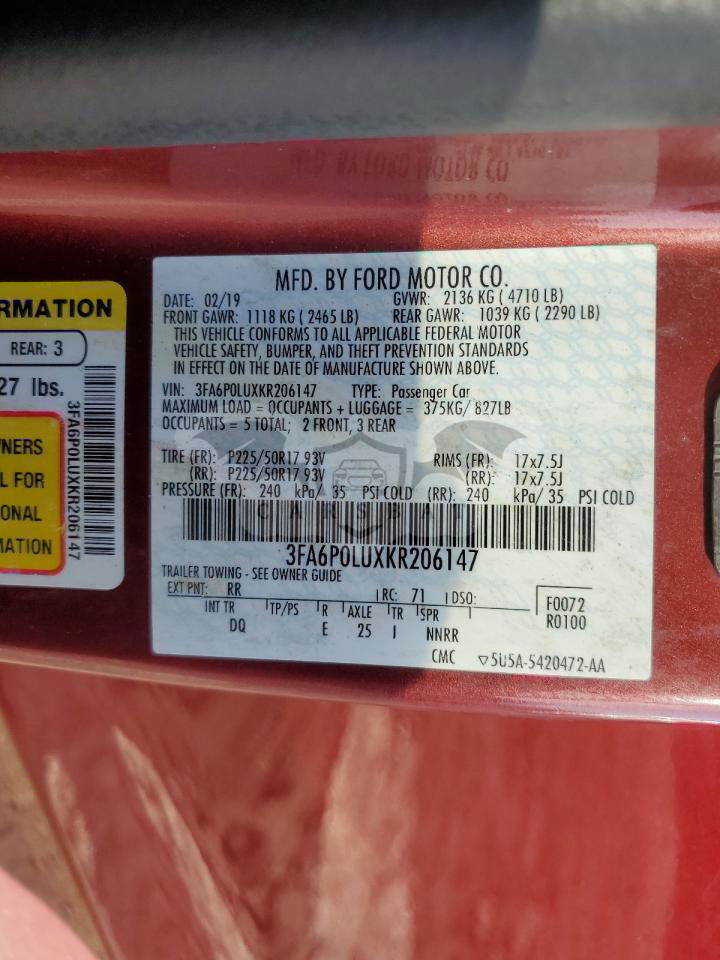 MFD. BY FORD MOTOR CO.
DATE: 02/19 GVWR: 2136 KG (4710 LB)
FRONT GAWR: 1118 KG (2465 LB) REAR GAWR: 1039 KG (2290 LB)
THIS VEHICLE CONFORMS TO ALL APPLICABLE FEDERAL MOTOR
VEHICLE SAFETY, BUMPER, AND THEFT PREVENTION STANDARDS
IN EFFECT ON THE DATE OF MANUFACTURE SHOWN ABOVE.
VIN: 3FA6P0LUXKR206147 TYPE: Passenger Car
MAXIMUM LOAD = OCCUPANTS + LUGGAGE = 375KG/ 827LB
OCCUPANTS = 5 TOTAL; 2 FRONT, 3 REAR
TIRE (FR): P225/50R17 93V RIMS (FR): 17x7.5J
(RR): P225/50R17 93V (RR): 17x7.5J
PRESSURE (FR): 240 kPa/ 35 PSI COLD (RR): 240 kPa/ 35 PSI COLD
3FA6P0LUXKR206147
TRAILER TOWING - SEE OWNER GUIDE
EXT PNT: RR RC: 71 DSO:
INT TR TP/PS R AXLE TR SPR F0072
DQ E 25 I NNRR R0100
CMC ▽5U5A-5420472-AA
RMATION
REAR: 3
27 lbs.
WNERS
L FOR
ONAL
MATION
3FA6P0LUXKR206147